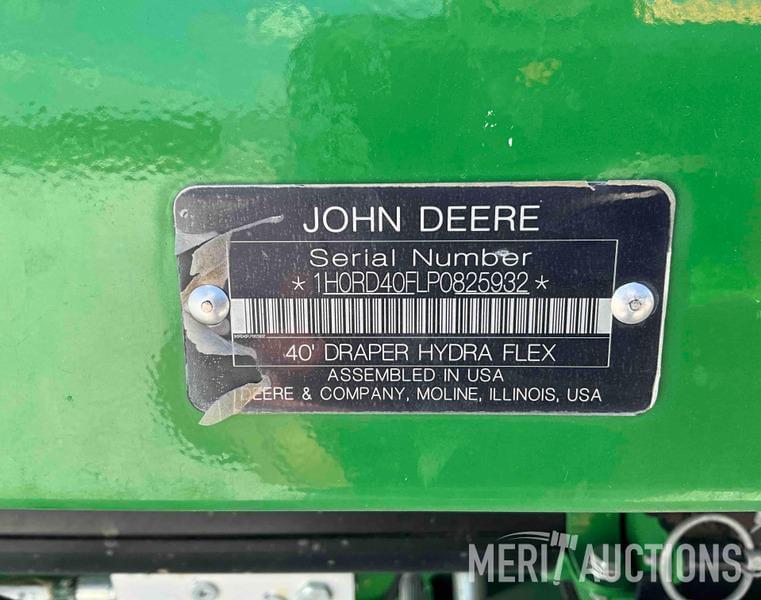 JOHN DEERE
Serial Number
*1H0RD40FLP0825932*
40' DRAPER HYDRA FLEX
ASSEMBLED IN USA
DEERE & COMPANY, MOLINE, ILLINOIS, USA
MERIT AUCTIONS